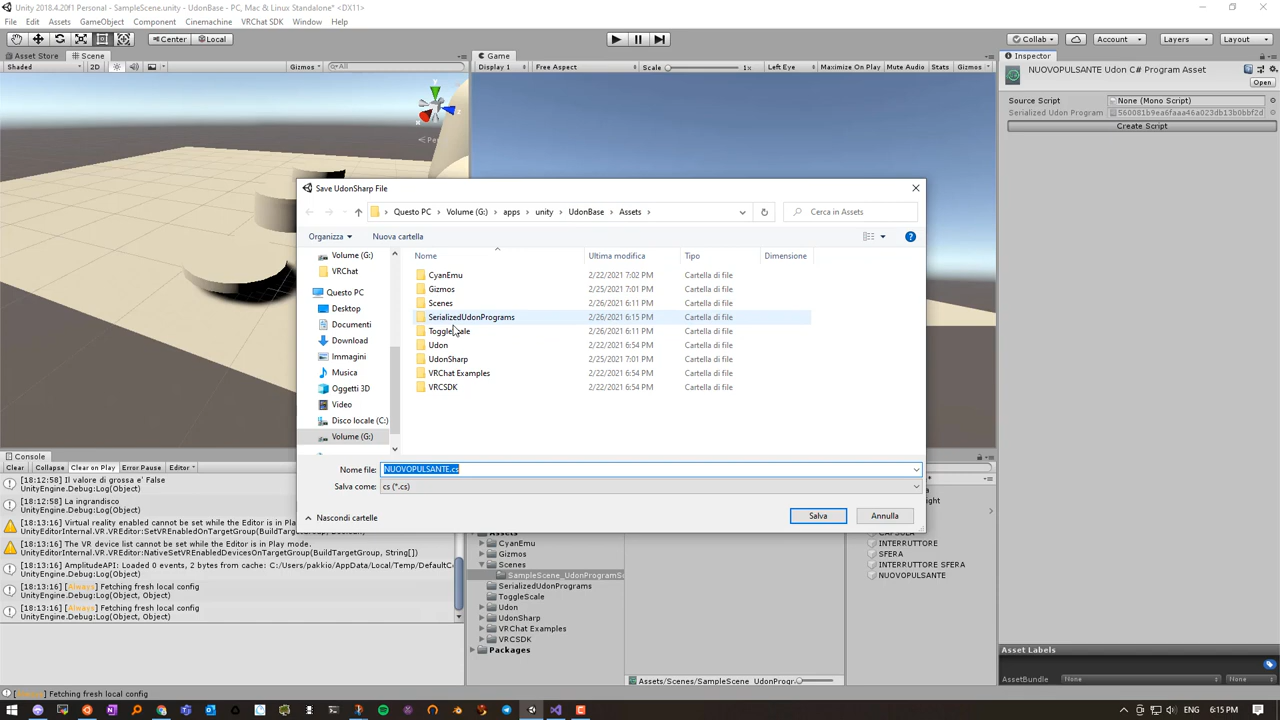 Unity 2018.4.20f1 Personal - SampleScene.unity - UdonBase - PC, Mac & Linux Standalone* <DX11>
File Edit Assets GameObject Component Cinemachine VRChat SDK Window Help
Center Local
Collab Account Layers Layout
Asset Store Scene
Game
Inspector
Shaded 2D Gizmos All
Display 1 Free Aspect Scale 1x Left Eye Maximize On Play Mute Audio Stats Gizmos
NUOVOPULSANTE Udon C# Program Asset
Open
Source Script None (Mono Script)
Serialized Udon Program 560081b9ea6faaa46a023db13b0bbf2d
Create Script
Save UdonSharp File
Questo PC > Volume (G:) > apps > unity > UdonBase > Assets >
Cerca in Assets
Organizza Nuova cartella
Nome Ultima modifica Tipo Dimensione
Volume (G:)
VRChat
Questo PC
Desktop
Documenti
Download
Immagini
Musica
Oggetti 3D
Video
Disco locale (C:)
Volume (G:)
CyanEmu 2/22/2021 7:02 PM Cartella di file
Gizmos 2/25/2021 7:01 PM Cartella di file
Scenes 2/26/2021 6:11 PM Cartella di file
SerializedUdonPrograms 2/26/2021 6:15 PM Cartella di file
ToggleScale 2/26/2021 6:11 PM Cartella di file
Udon 2/22/2021 6:54 PM Cartella di file
UdonSharp 2/25/2021 7:01 PM Cartella di file
VRChat Examples 2/22/2021 6:54 PM Cartella di file
VRCSDK 2/22/2021 6:54 PM Cartella di file
Nome file: NUOVOPULSANTE.cs
Salva come: cs (*.cs)
Nascondi cartelle Salva Annulla
Console
Clear Collapse Clear on Play Error Pause Editor
[18:12:58] Il valore di grossa e' False
UnityEngine.Debug:Log(Object)
[18:12:58] La ingrandisco
UnityEngine.Debug:Log(Object)
[18:13:16] Virtual reality enabled cannot be set while the Editor is in Play mode.
UnityEditorInternal.VR.VREditor:SetVREnabledOnTargetGroup(BuildTargetGroup, Boolean)
[18:13:16] The VR device list cannot be set while the Editor is in Play mode.
UnityEditorInternal.VR.VREditor:NativeSetVREnabledDevicesOnTargetGroup(BuildTargetGroup, String[])
[18:13:16] AmplitudeAPI: Loaded 0 events, 2 bytes from cache: C:/Users/pakkio/AppData/Local/Temp/DefaultC
UnityEngine.Debug:Log(Object)
[18:13:16] [Always] Fetching fresh local config
UnityEngine.Debug:Log(Object, Object)
[18:13:16] [Always] Fetching fresh local config
UnityEngine.Debug:Log(Object, Object)
Assets
CyanEmu
Gizmos
Scenes
SampleScene_UdonProgramSo
SerializedUdonPrograms
ToggleScale
Udon
UdonSharp
VRChat Examples
VRCSDK
Packages
Assets/Scenes/SampleScene_UdonProgr
CAPSULA
INTERRUTTORE
SFERA
INTERRUTTORE SFERA
NUOVOPULSANTE
Asset Labels
AssetBundle None None
Fetching fresh local config
6:15 PM